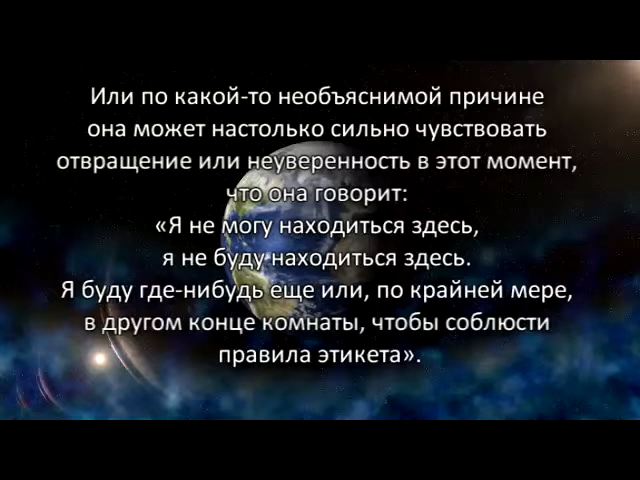 Или по какой-то необъяснимой причине
она может настолько сильно чувствовать
отвращение или неуверенность в этот момент,
что она говорит:
«Я не могу находиться здесь,
я не буду находиться здесь.
Я буду где-нибудь еще или, по крайней мере,
в другом конце комнаты, чтобы соблюсти
правила этикета».